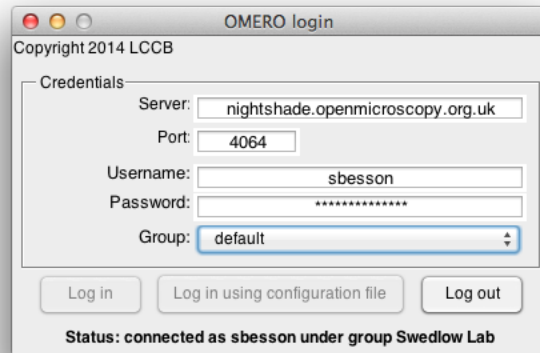 OMERO login
Copyright 2014 LCCB
Credentials
Server: nightshade.openmicroscopy.org.uk
Port: 4064
Username: sbesson
Password: **************
Group: default
Log in Log in using configuration file Log out
Status: connected as sbesson under group Swedlow Lab